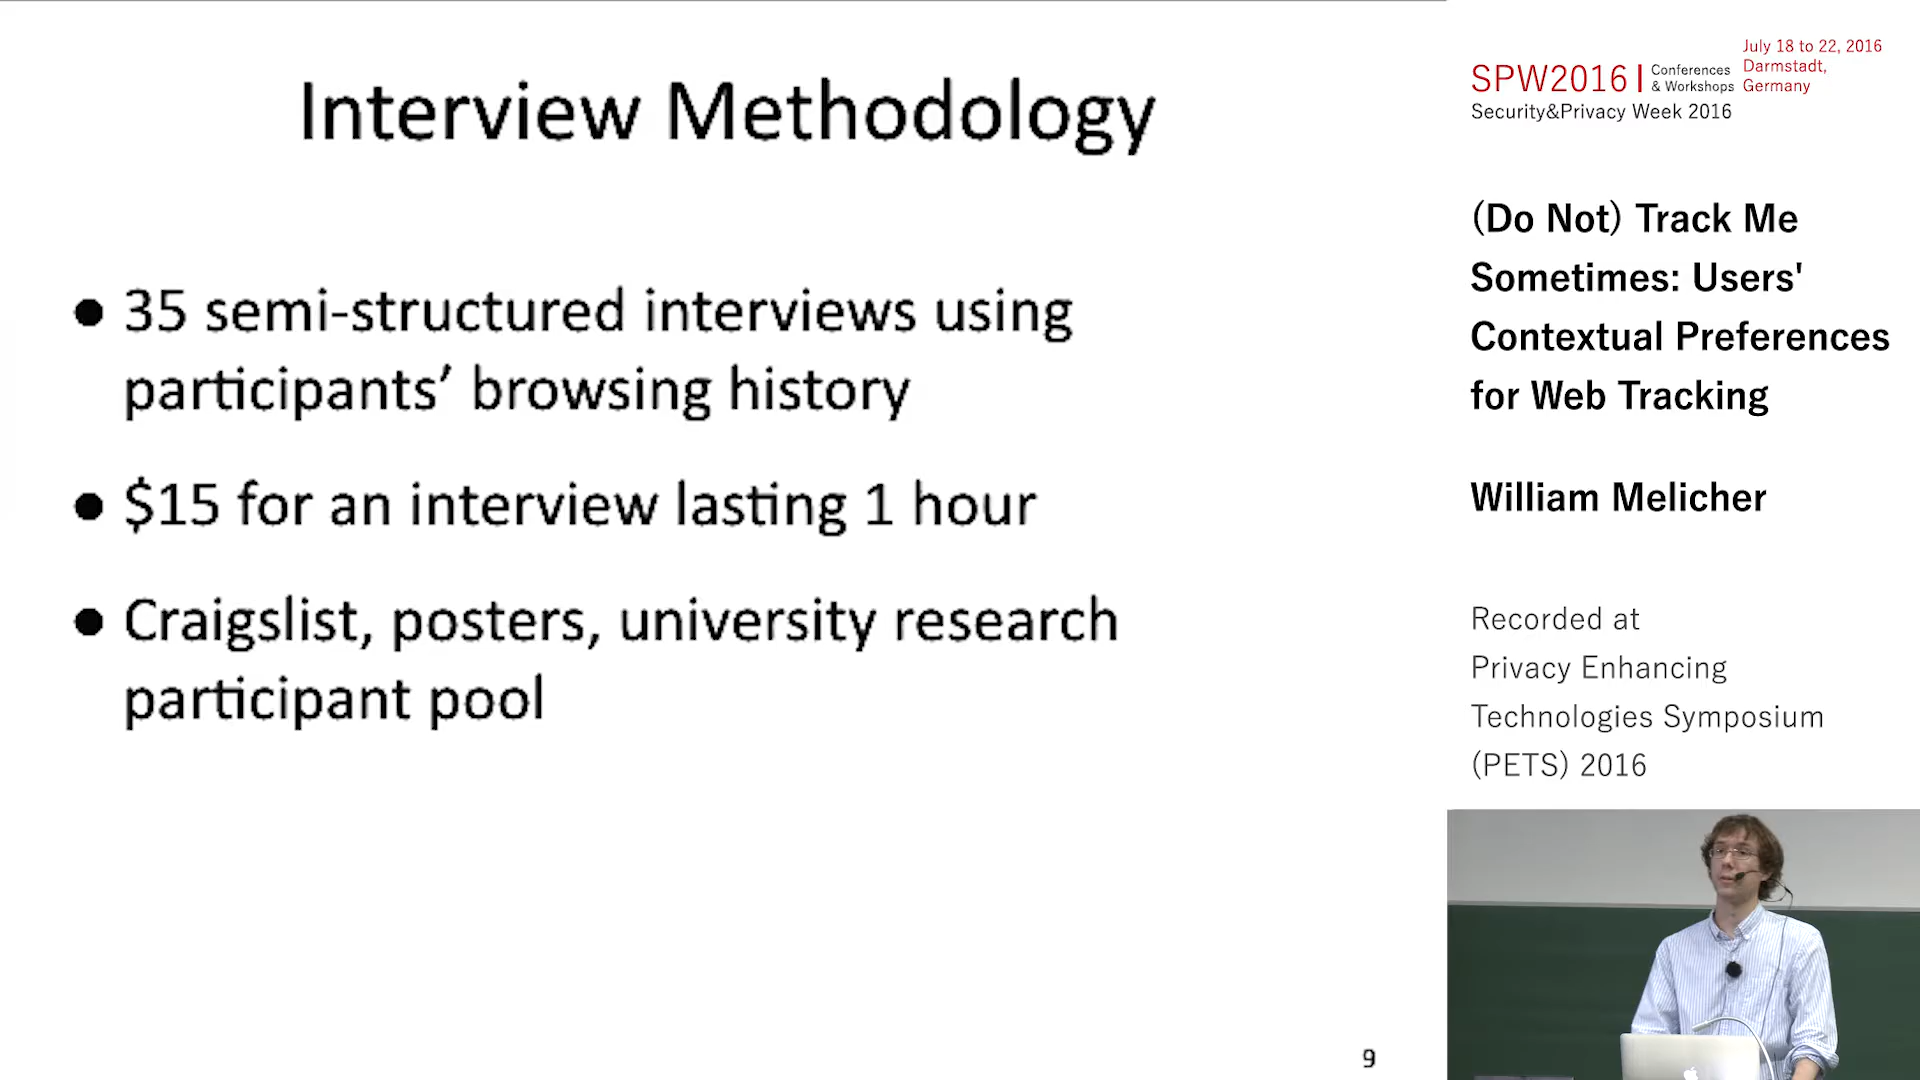 Interview Methodology
● 35 semi-structured interviews using
participants’ browsing history
● $15 for an interview lasting 1 hour
● Craigslist, posters, university research
participant pool
9
SPW2016 | Conferences
& Workshops
July 18 to 22, 2016
Darmstadt,
Germany
Security&Privacy Week 2016
(Do Not) Track Me
Sometimes: Users'
Contextual Preferences
for Web Tracking
William Melicher
Recorded at
Privacy Enhancing
Technologies Symposium
(PETS) 2016